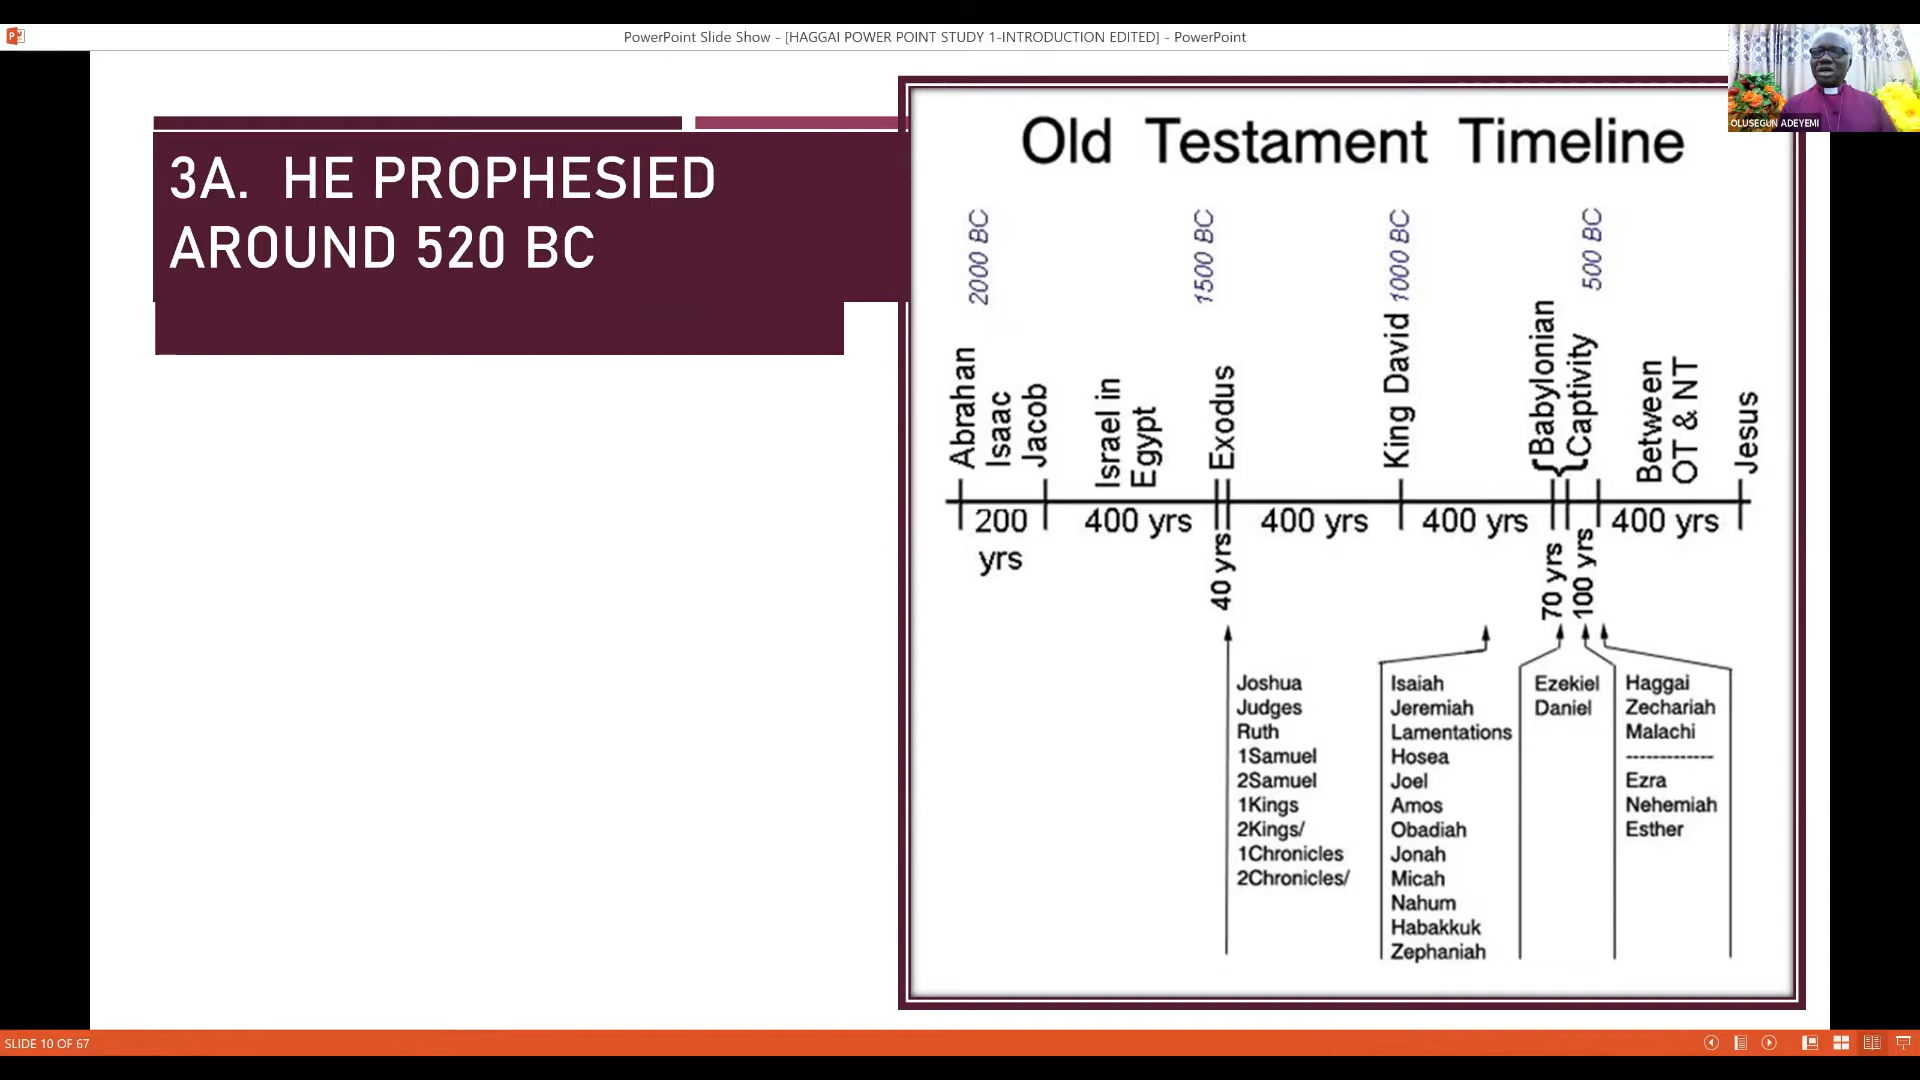 PowerPoint Slide Show - [HAGGAI POWER POINT STUDY 1-INTRODUCTION EDITED] - PowerPoint
OLUSEGUN ADEYEMI
3A. HE PROPHESIED
AROUND 520 BC
Old Testament Timeline
2000 BC
1500 BC
1000 BC
500 BC
Abrahan
Isaac
Jacob
Israel in
Egypt
Exodus
King David
Babylonian
Captivity
Between
OT & NT
Jesus
200
yrs
400 yrs
40 yrs
400 yrs
400 yrs
70 yrs
100 yrs
400 yrs
Joshua
Judges
Ruth
1Samuel
2Samuel
1Kings
2Kings/
1Chronicles
2Chronicles/
Isaiah
Jeremiah
Lamentations
Hosea
Joel
Amos
Obadiah
Jonah
Micah
Nahum
Habakkuk
Zephaniah
Ezekiel
Daniel
Haggai
Zechariah
Malachi
-------------
Ezra
Nehemiah
Esther
SLIDE 10 OF 67